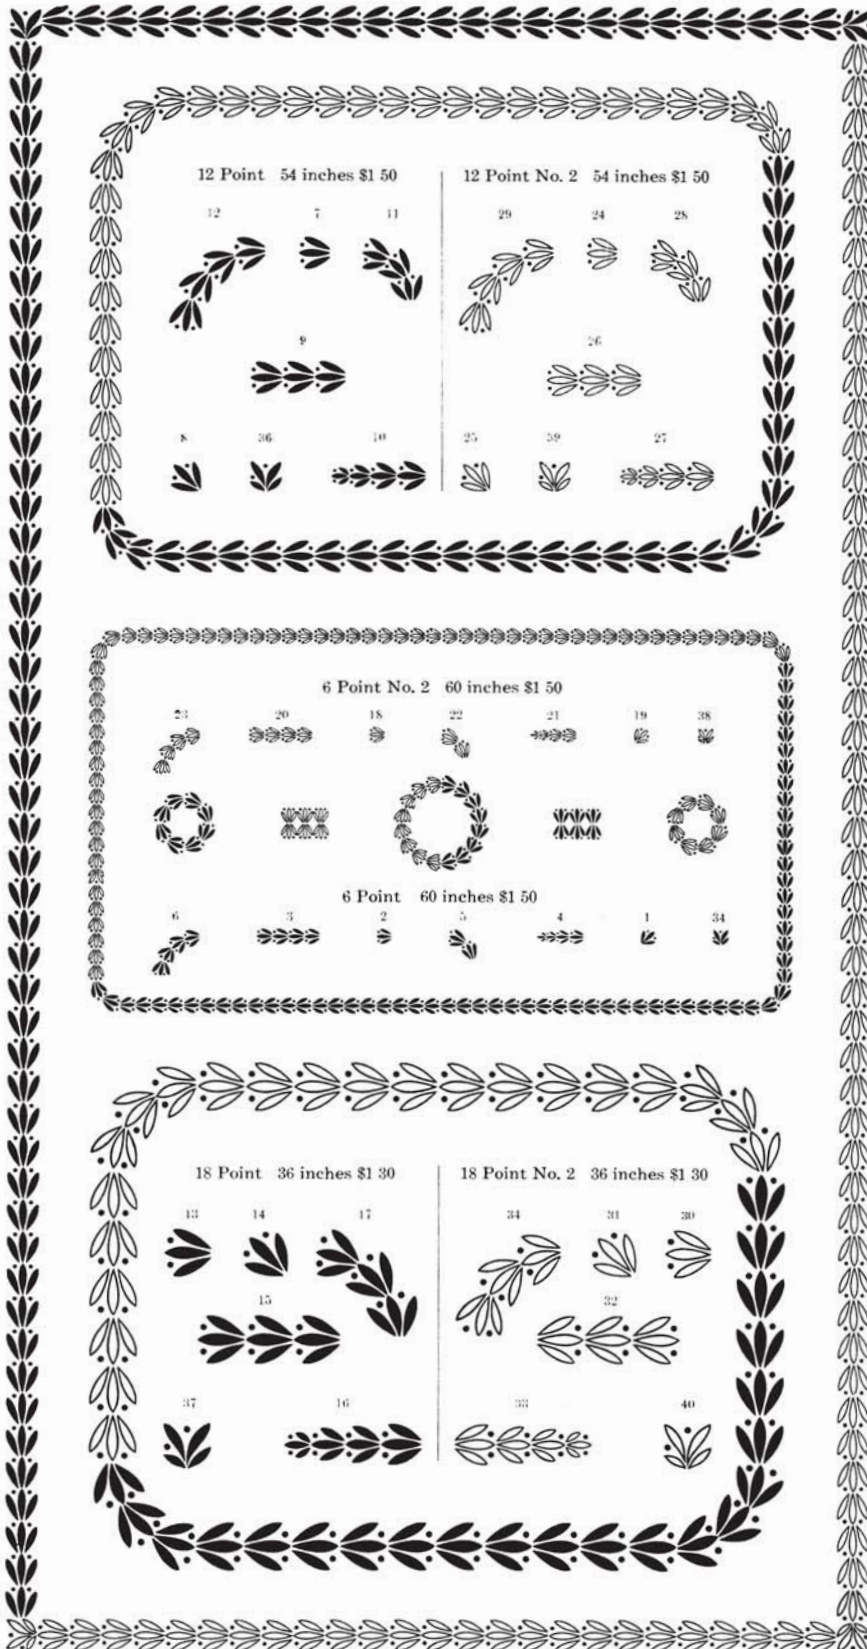 12 Point 54 inches $1 50
12 7 11
9
8 36 10
12 Point No. 2 54 inches $1 50
29 24 28
26
25 39 27
6 Point No. 2 60 inches $1 50
23 20 18 22 21 19 38
6 Point 60 inches $1 50
6 3 2 5 4 1 34
18 Point 36 inches $1 30
13 14 17
15
37 16
18 Point No. 2 36 inches $1 30
34 31 30
32
33 40